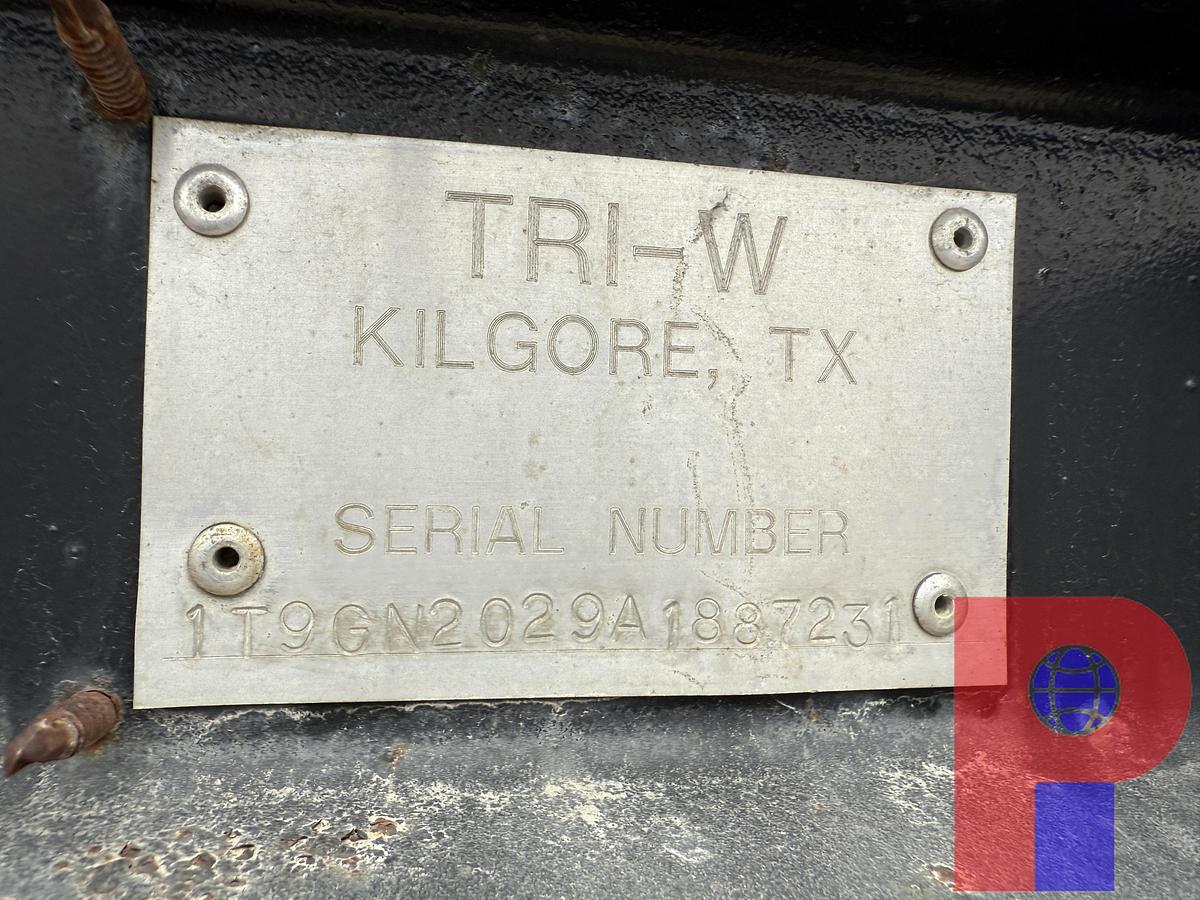 TRI-W
KILGORE, TX
SERIAL NUMBER
1T9GN2029A1887231